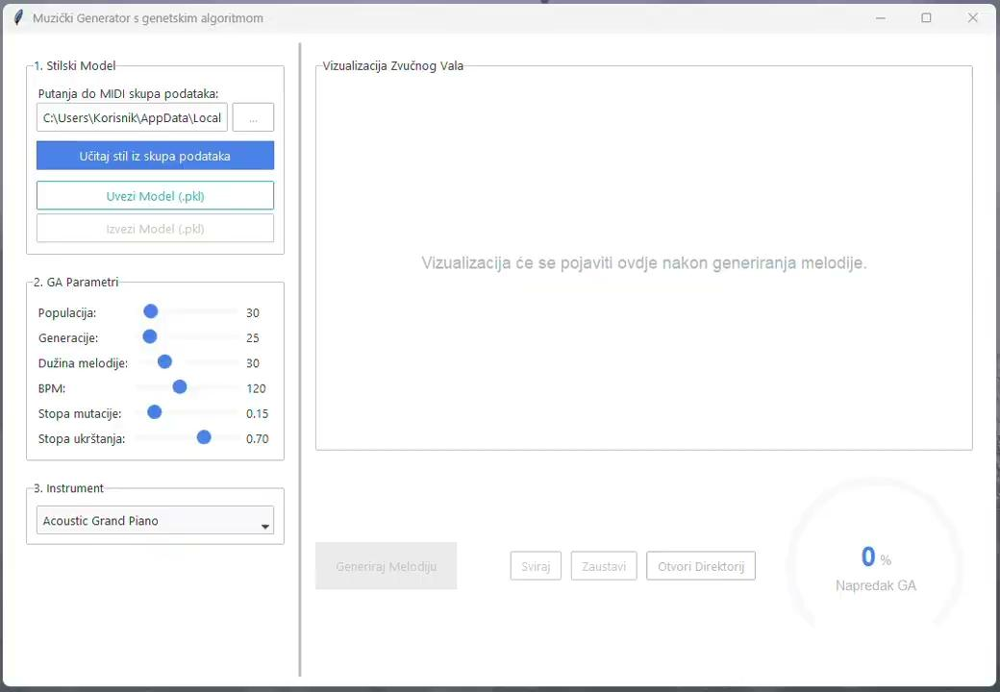 Muzički Generator s genetskim algoritmom
1. Stilski Model
Putanja do MIDI skupa podataka:
C:\Users\Korisnik\AppData\Local
...
Učitaj stil iz skupa podataka
Uvezi Model (.pkl)
Izvezi Model (.pkl)
2. GA Parametri
Populacija: 30
Generacije: 25
Dužina melodije: 30
BPM: 120
Stopa mutacije: 0.15
Stopa ukrštanja: 0.70
3. Instrument
Acoustic Grand Piano
Vizualizacija Zvučnog Vala
Vizualizacija će se pojaviti ovdje nakon generiranja melodije.
Generiraj Melodiju
Sviraj
Zaustavi
Otvori Direktorij
0 %
Napredak GA